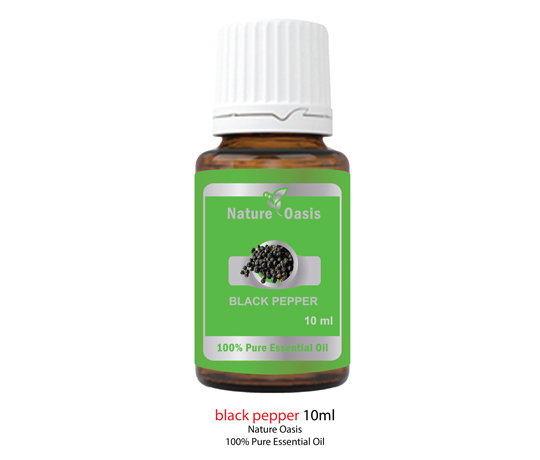 Nature Oasis
BLACK PEPPER
10 ml
100% Pure Essential Oil
black pepper 10ml
Nature Oasis
100% Pure Essential Oil